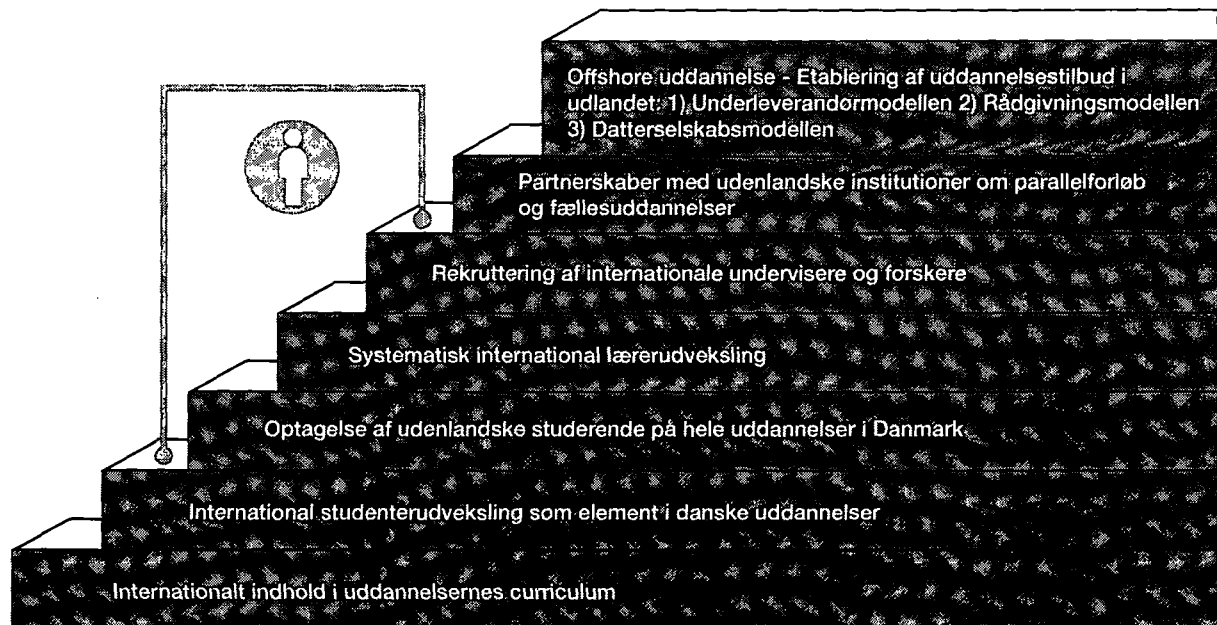 Offshore uddannelse - Etablering af uddannelsestilbud i
udlandet: 1) Underleverandørmodellen 2) Rådgivningsmodellen
3) Datterselskabsmodellen
Partnerskaber med udenlandske institutioner om parallelforløb
og fællesuddannelser
Rekruttering af internationale undervisere og forskere
Systematisk international lærerudveksling
Optagelse af udenlandske studerende på hele uddannelser i Danmark
International studenterudveksling som element i danske uddannelser
Internationalt indhold i uddannelsernes curriculum